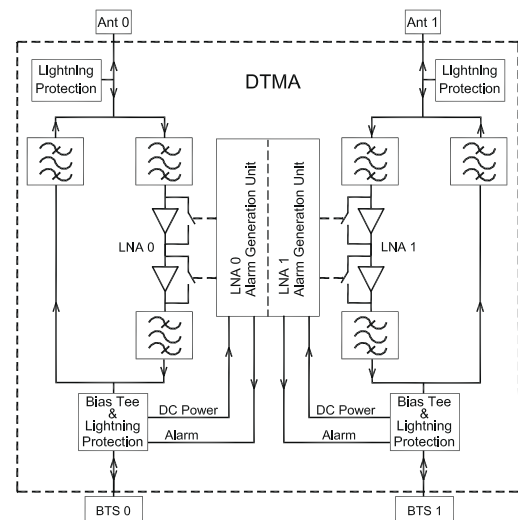 Ant 0
Ant 1
Lightning
Protection
DTMA
Lightning
Protection
LNA 0
LNA 0
Alarm Generation Unit
LNA 1
Alarm Generation Unit
LNA 1
Bias Tee
&
Lightning
Protection
DC Power
Alarm
DC Power
Alarm
Bias Tee
&
Lightning
Protection
BTS 0
BTS 1